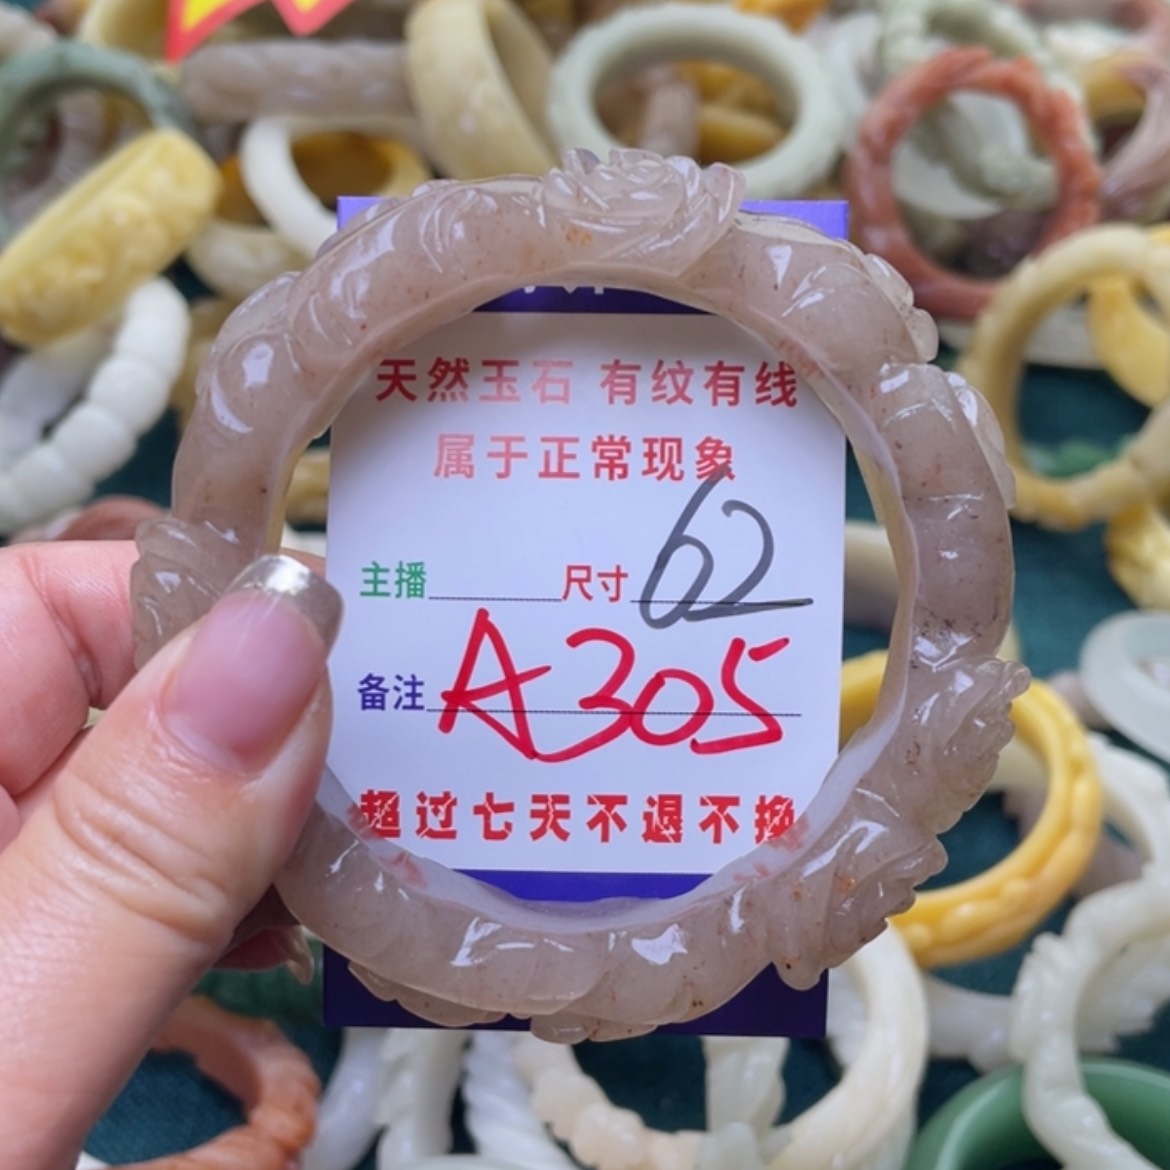 天然玉石 有纹有线
属于正常现象
主播 尺寸 62
备注 A305
超过七天不退不换